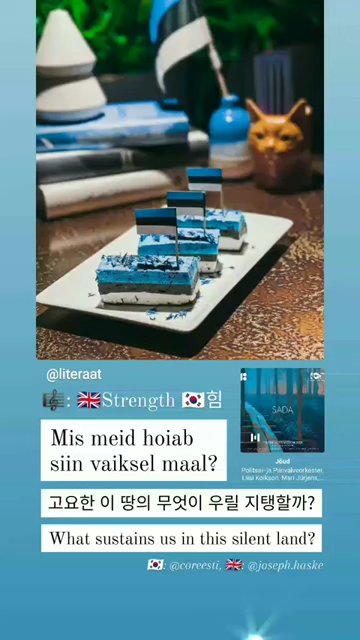 @literaat
🎼: 🇬🇧Strength 🇰🇷힘
SADA
Mis meid hoiab
siin vaiksel maal?
Jõud
Politsei- ja Piirivalveorkester,
Liisi Koikson, Mari Jürjens,...
고요한 이 땅의 무엇이 우릴 지탱할까?
What sustains us in this silent land?
🇰🇷: @coreesti, 🇬🇧: @joseph.haske